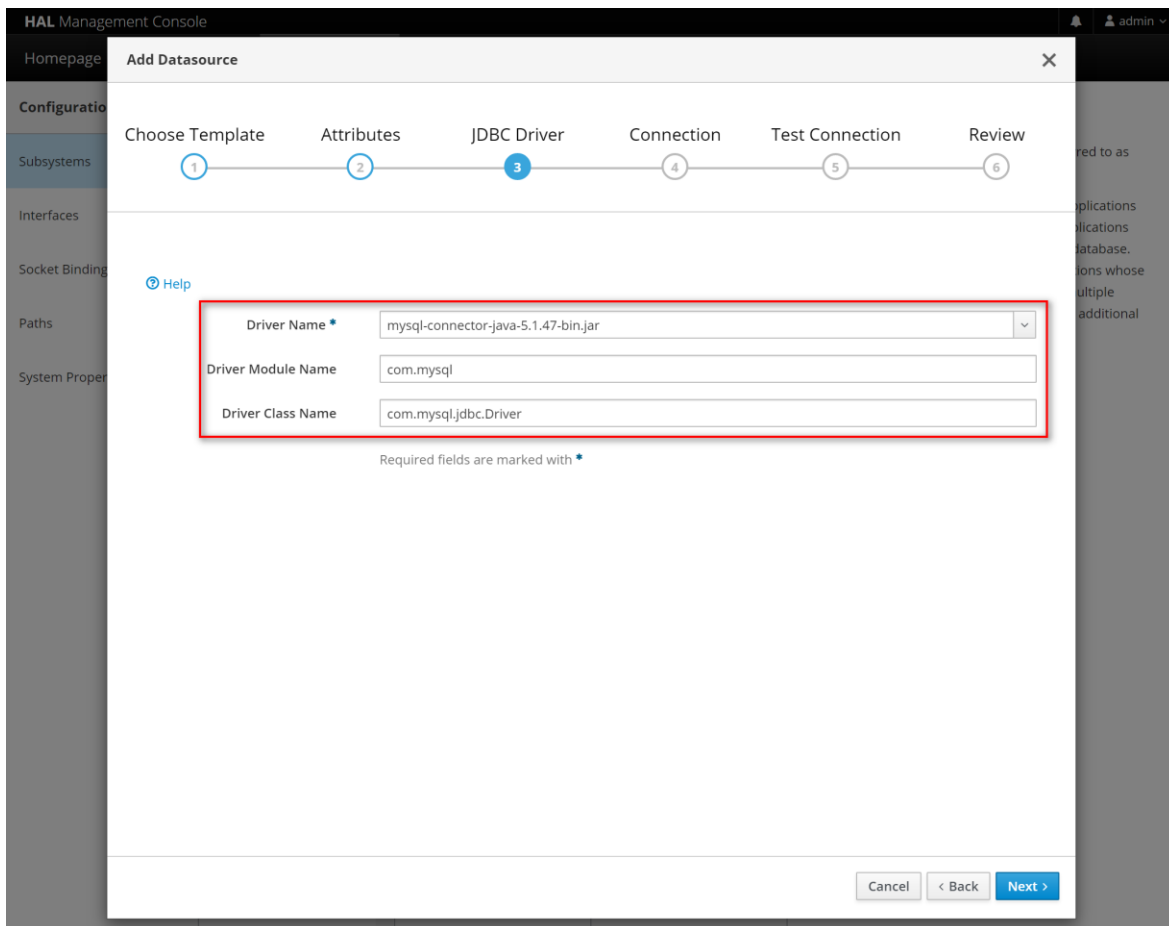 HAL Management Console
admin
Homepage
Add Datasource
Configuratio
Choose Template
Attributes
JDBC Driver
Connection
Test Connection
Review
1
2
3
4
5
6
Subsystems
red to as
Interfaces
pplications
plications
database.
Socket Binding
ions whose
Help
ultiple
additional
Paths
Driver Name *
mysql-connector-java-5.1.47-bin.jar
System Proper
Driver Module Name
com.mysql
Driver Class Name
com.mysql.jdbc.Driver
Required fields are marked with *
Cancel
< Back
Next >